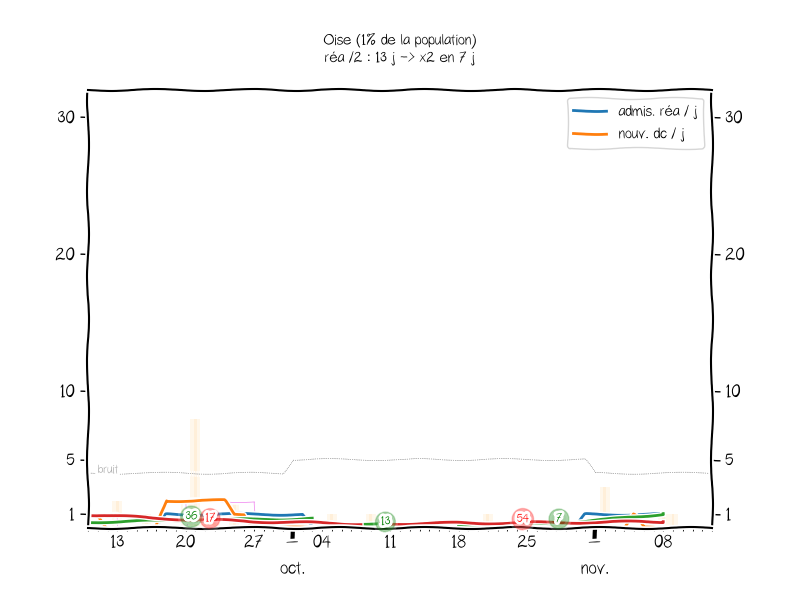 Oise (1% de la population)
réa /2 : 13 j -> x2 en 7 j
admis. réa / j
nouv. dc / j
30 30
20 20
10 10
5 5
bruit
1 1
36 17 13 54 7
13 20 27 04 11 18 25 08
oct. nov.